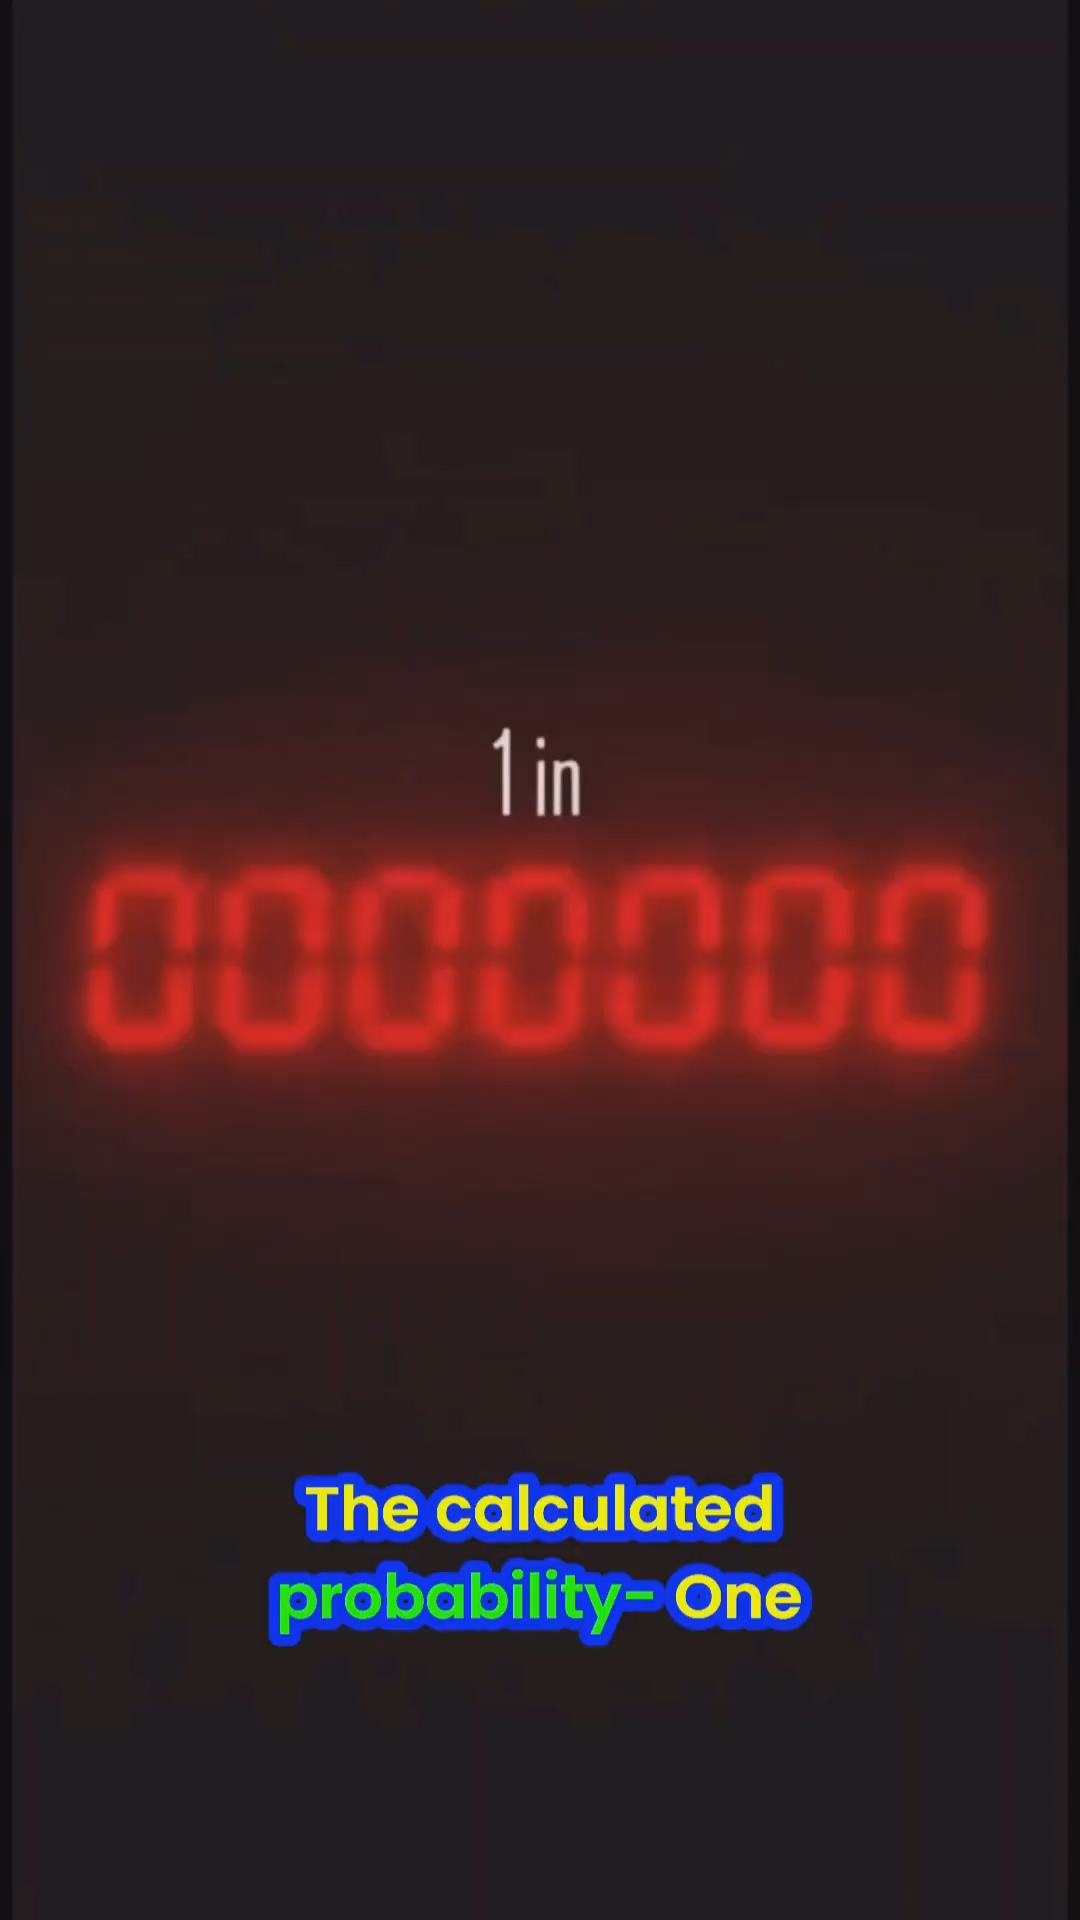 1 in
0000000
The calculated
probability- One